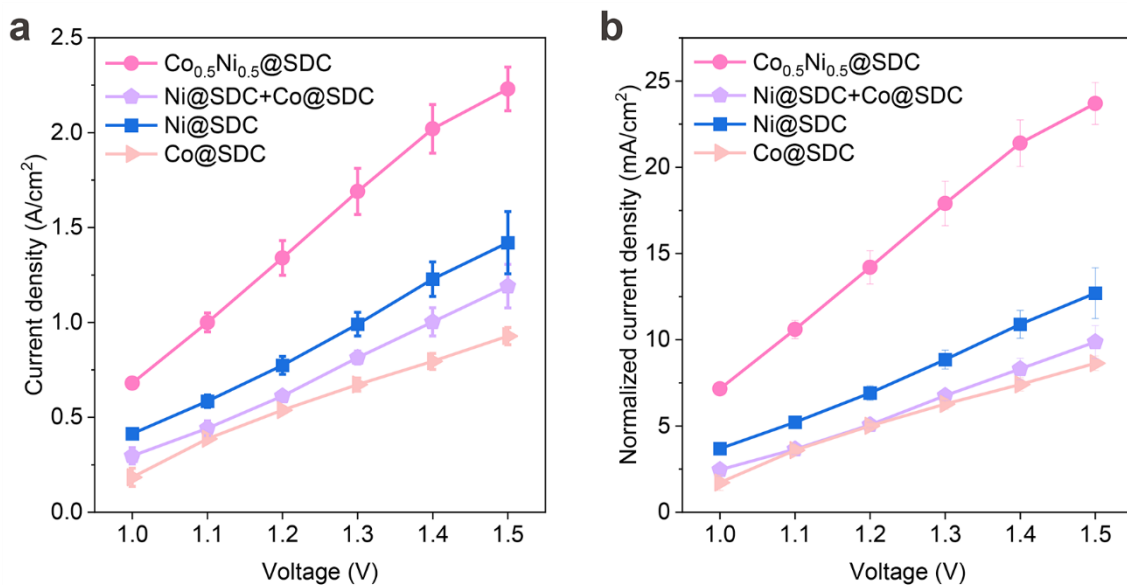 a
2.5
2.0
1.5
1.0
0.5
0.0
Current density (A/cm²)
Co₀.₅Ni₀.₅@SDC
Ni@SDC+Co@SDC
Ni@SDC
Co@SDC
1.0 1.1 1.2 1.3 1.4 1.5
Voltage (V)
b
25
20
15
10
5
0
Normalized current density (mA/cm²)
Co₀.₅Ni₀.₅@SDC
Ni@SDC+Co@SDC
Ni@SDC
Co@SDC
1.0 1.1 1.2 1.3 1.4 1.5
Voltage (V)